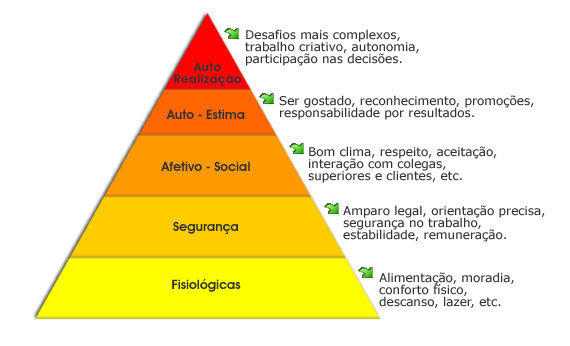 Desafios mais complexos,
trabalho criativo, autonomia,
participação nas decisões.
Auto
Realização
Ser gostado, reconhecimento, promoções,
responsabilidade por resultados.
Auto - Estima
Bom clima, respeito, aceitação,
interação com colegas,
superiores e clientes, etc.
Afetivo - Social
Amparo legal, orientação precisa,
segurança no trabalho,
estabilidade, remuneração.
Segurança
Alimentação, moradia,
conforto físico,
descanso, lazer, etc.
Fisiológicas